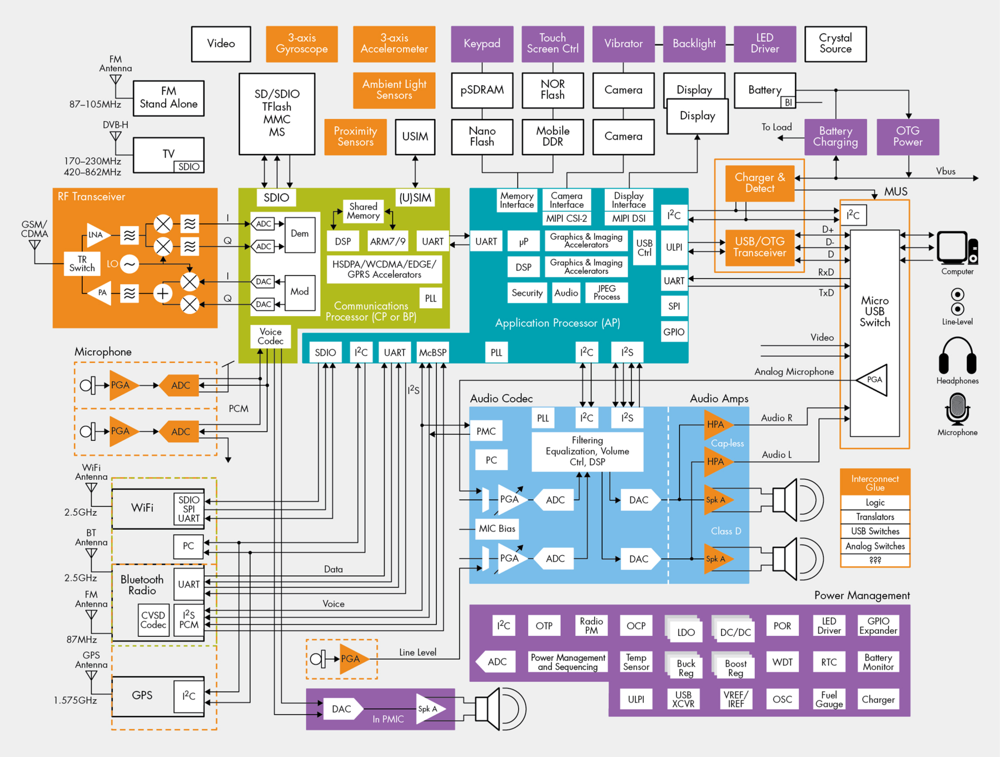 Video
3-axis
Gyroscope
3-axis
Accelerometer
Keypad
Touch
Screen Ctrl
Vibrator
Backlight
LED
Driver
Crystal
Source
FM
Antenna
87–105MHz
FM
Stand Alone
DVB-H
170–230MHz
420–862MHz
TV
SDIO
SD/SDIO
TFlash
MMC
MS
Ambient Light
Sensors
Proximity
Sensors
USIM
pSDRAM
NOR
Flash
Camera
Display
Display
Battery
BI
Nano
Flash
Mobile
DDR
Camera
To Load
Battery
Charging
OTG
Power
Vbus
RF Transceiver
GSM/
CDMA
LNA
TR
Switch
LO
PA
I
Q
I
Q
SDIO
(U)SIM
Shared
Memory
ADC
ADC
Dem
DSP
ARM7/9
UART
HSDPA/WCDMA/EDGE/
GPRS Accelerators
DAC
DAC
Mod
PLL
Communications
Processor (CP or BP)
Voice
Codec
Memory
Interface
Camera
Interface
MIPI CSI-2
Display
Interface
MIPI DSI
I²C
UART
µP
Graphics & Imaging
Accelerators
USB
Ctrl
ULPI
DSP
Graphics & Imaging
Accelerators
UART
Security
Audio
JPEG
Process
SPI
Application Processor (AP)
GPIO
SDIO
I²C
UART
McBSP
PLL
I²C
I²S
Charger &
Detect
USB/OTG
Transceiver
MUS
I²C
D+
D-
D
RxD
TxD
Micro
USB
Switch
Video
Analog Microphone
PGA
Computer
Line-Level
Headphones
Microphone
Microphone
PGA
ADC
PGA
ADC
PCM
I²S
Audio Codec
Audio Amps
PLL
I²C
I²S
PMC
PC
Filtering
Equalization, Volume
Ctrl, DSP
HPA
Cap-less
HPA
Audio R
Audio L
PGA
ADC
DAC
Spk A
MIC Bias
Class D
PGA
ADC
DAC
Spk A
Interconnect
Glue
Logic
Translators
USB Switches
Analog Switches
???
WiFi
Antenna
2.5GHz
WiFi
SDIO
SPI
UART
BT
Antenna
2.5GHz
PC
Bluetooth
Radio
UART
FM
Antenna
87MHz
CVSD
Codec
I²S
PCM
Data
Voice
GPS
Antenna
1.575GHz
GPS
I²C
PGA
Line Level
DAC
Spk A
In PMIC
Power Management
I²C
OTP
Radio
PM
OCP
LDO
DC/DC
POR
LED
Driver
GPIO
Expander
ADC
Power Management
and Sequencing
Temp
Sensor
Buck
Reg
Boost
Reg
WDT
RTC
Battery
Monitor
ULPI
USB
XCVR
VREF/
IREF
OSC
Fuel
Gauge
Charger